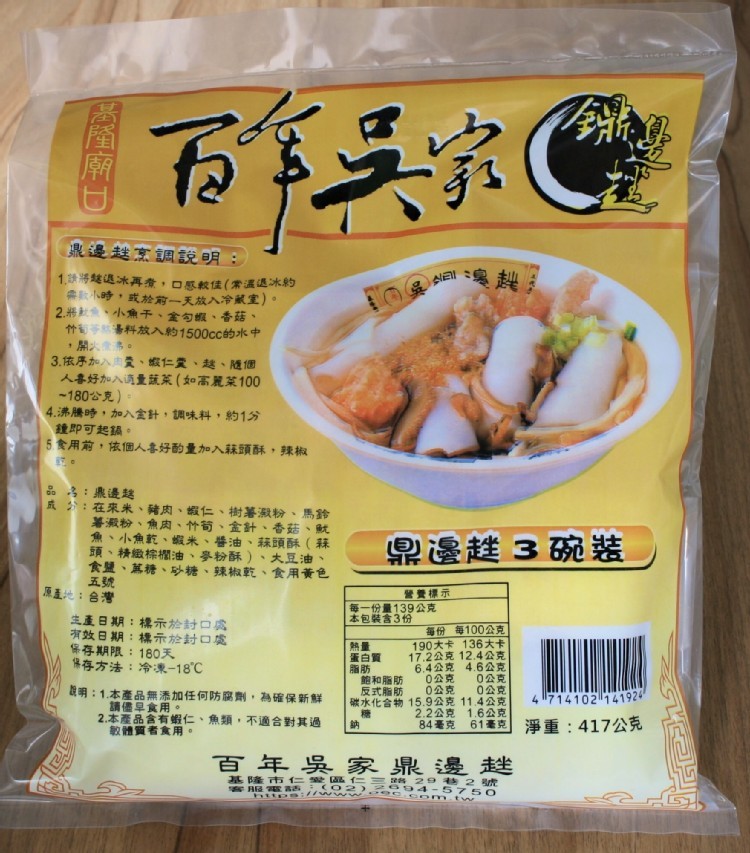 基隆廟口
百年吳家
鼎邊趖
鼎邊趖烹調說明：
1.請將趖退冰再煮，口感較佳(常溫退冰約
需數小時，或於前一天放入冷藏室)。
2.將魷魚、小魚干、金勾蝦、香菇、
竹筍等熬湯料放入約1500cc的水中
，開火煮沸。
3.依序加入肉羹、蝦仁羹、趖、隨個
人喜好加入適量蔬菜(如高麗菜100
~180公克)。
4.沸騰時，加入金針，調味料，約1分
鐘即可起鍋。
5.食用前，依個人喜好酌量加入蒜頭酥，辣椒
乾。
吳 銅 邊趖
品 名：鼎邊趖
成 分：在來米、豬肉、蝦仁、樹薯澱粉、馬鈴
薯澱粉、魚肉、竹筍、金針、香菇、魷
魚、小魚乾、蝦米、醬油、蒜頭酥(蒜
頭、精緻棕櫚油、麥粉酥)、大豆油、
食鹽、蔗糖、砂糖、辣椒乾、食用黃色
五號
原產地：台灣
生產日期：標示於封口處
有效日期：標示於封口處
保存期限：180天
保存方法：冷凍-18℃
說明：1.本產品無添加任何防腐劑，為確保新鮮
請儘早食用。
2.本產品含有蝦仁、魚類，不適合對其過
敏體質者食用。
鼎邊趖3碗裝
營養標示
每一份量139公克
本包裝含3份
每份 每100公克
熱量 190大卡 136大卡
蛋白質 17.2公克 12.4公克
脂肪 6.4公克 4.6公克
飽和脂肪 0公克 0公克
反式脂肪 0公克 0公克
碳水化合物 15.9公克 11.4公克
糖 2.2公克 1.6公克
鈉 84毫克 61毫克
4 714102 141924
淨重：417公克
百年吳家鼎邊趖
基隆市仁愛區仁三路29巷2號
客服電話：(02)2694-5750